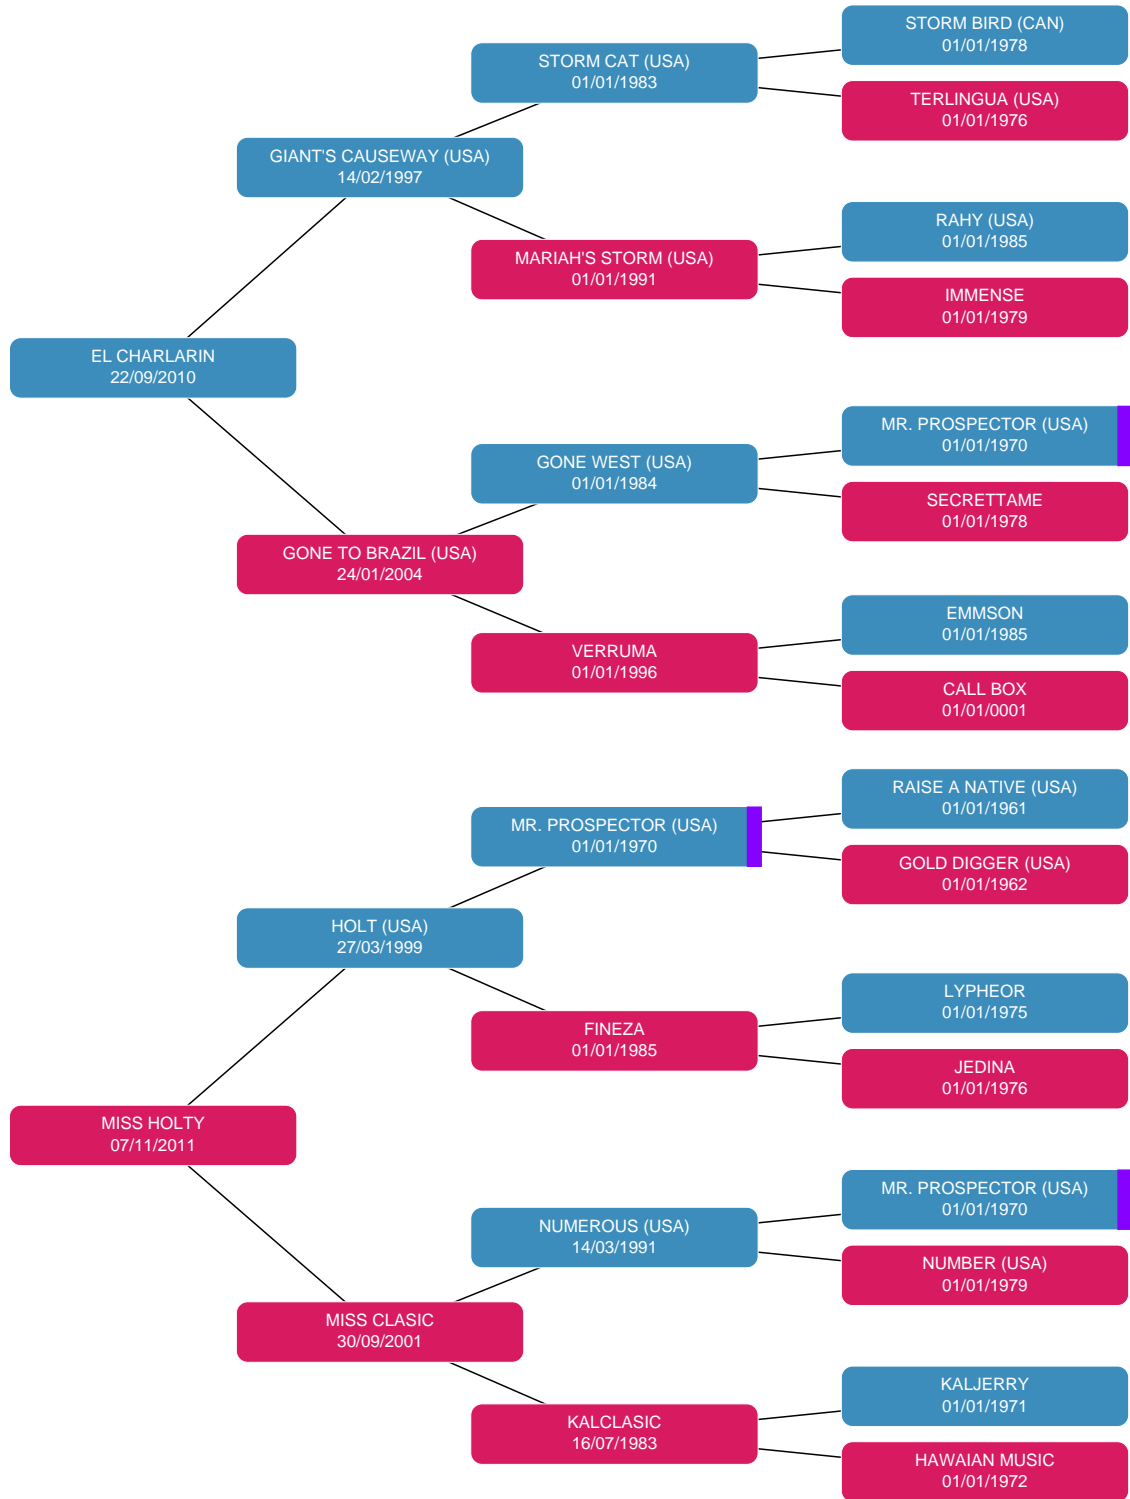 STORM BIRD (CAN)
01/01/1978
STORM CAT (USA)
01/01/1983
TERLINGUA (USA)
01/01/1976
GIANT'S CAUSEWAY (USA)
14/02/1997
RAHY (USA)
01/01/1985
MARIAH'S STORM (USA)
01/01/1991
IMMENSE
01/01/1979
EL CHARLARIN
22/09/2010
MR. PROSPECTOR (USA)
01/01/1970
GONE WEST (USA)
01/01/1984
SECRETTAME
01/01/1978
GONE TO BRAZIL (USA)
24/01/2004
EMMSON
01/01/1985
VERRUMA
01/01/1996
CALL BOX
01/01/0001
RAISE A NATIVE (USA)
01/01/1961
MR. PROSPECTOR (USA)
01/01/1970
GOLD DIGGER (USA)
01/01/1962
HOLT (USA)
27/03/1999
LYPHEOR
01/01/1975
FINEZA
01/01/1985
JEDINA
01/01/1976
MISS HOLTY
07/11/2011
MR. PROSPECTOR (USA)
01/01/1970
NUMEROUS (USA)
14/03/1991
NUMBER (USA)
01/01/1979
MISS CLASIC
30/09/2001
KALJERRY
01/01/1971
KALCLASIC
16/07/1983
HAWAIAN MUSIC
01/01/1972